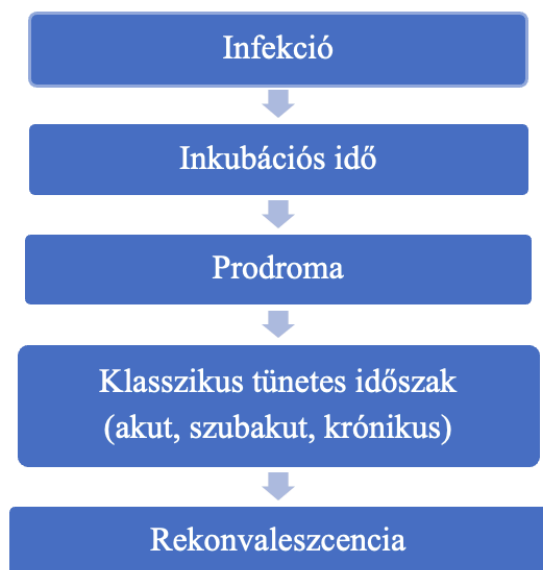 Infekció
Inkubációs idő
Prodroma
Klasszikus tünetes időszak
(akut, szubakut, krónikus)
Rekonvaleszcencia